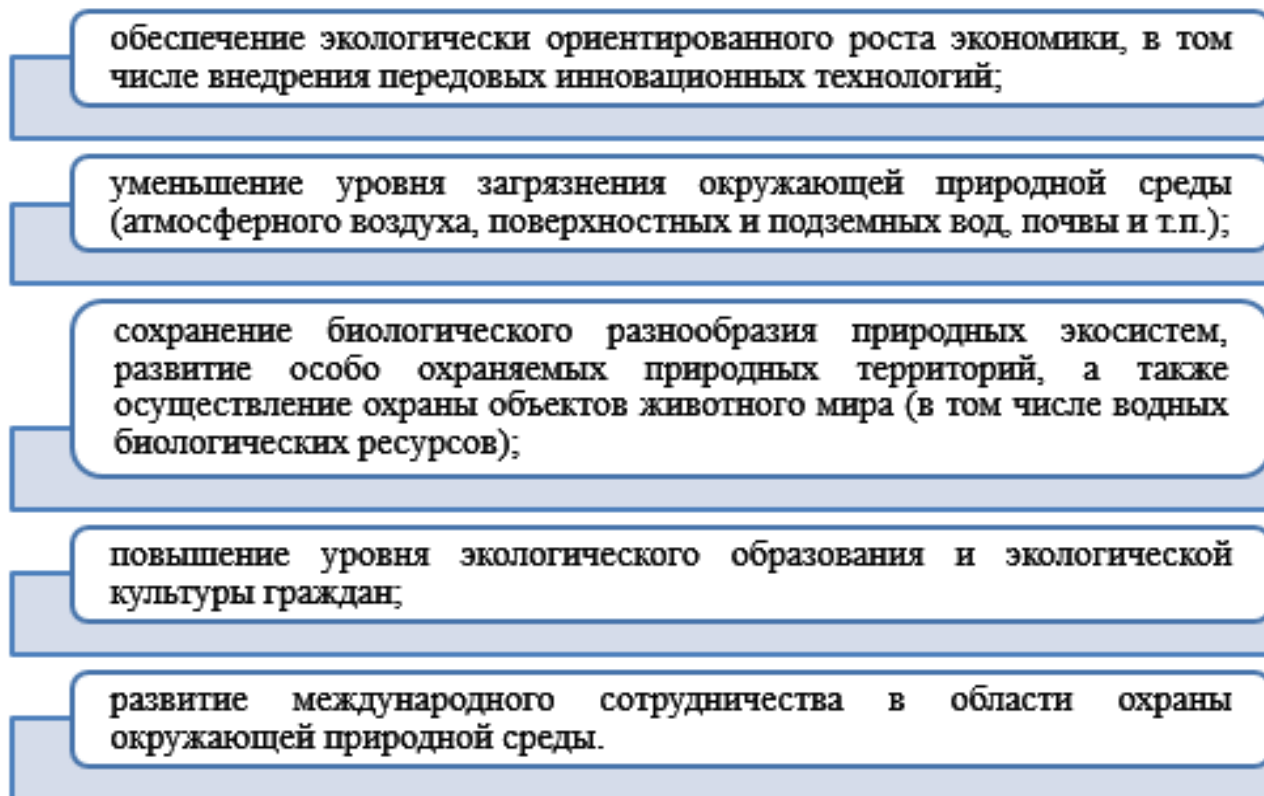 обеспечение экологически ориентированного роста экономики, в том
числе внедрения передовых инновационных технологий;
уменьшение уровня загрязнения окружающей природной среды
(атмосферного воздуха, поверхностных и подземных вод, почвы и т.п.);
сохранение биологического разнообразия природных экосистем,
развитие особо охраняемых природных территорий, а также
осуществление охраны объектов животного мира (в том числе водных
биологических ресурсов);
повышение уровня экологического образования и экологической
культуры граждан;
развитие международного сотрудничества в области охраны
окружающей природной среды.